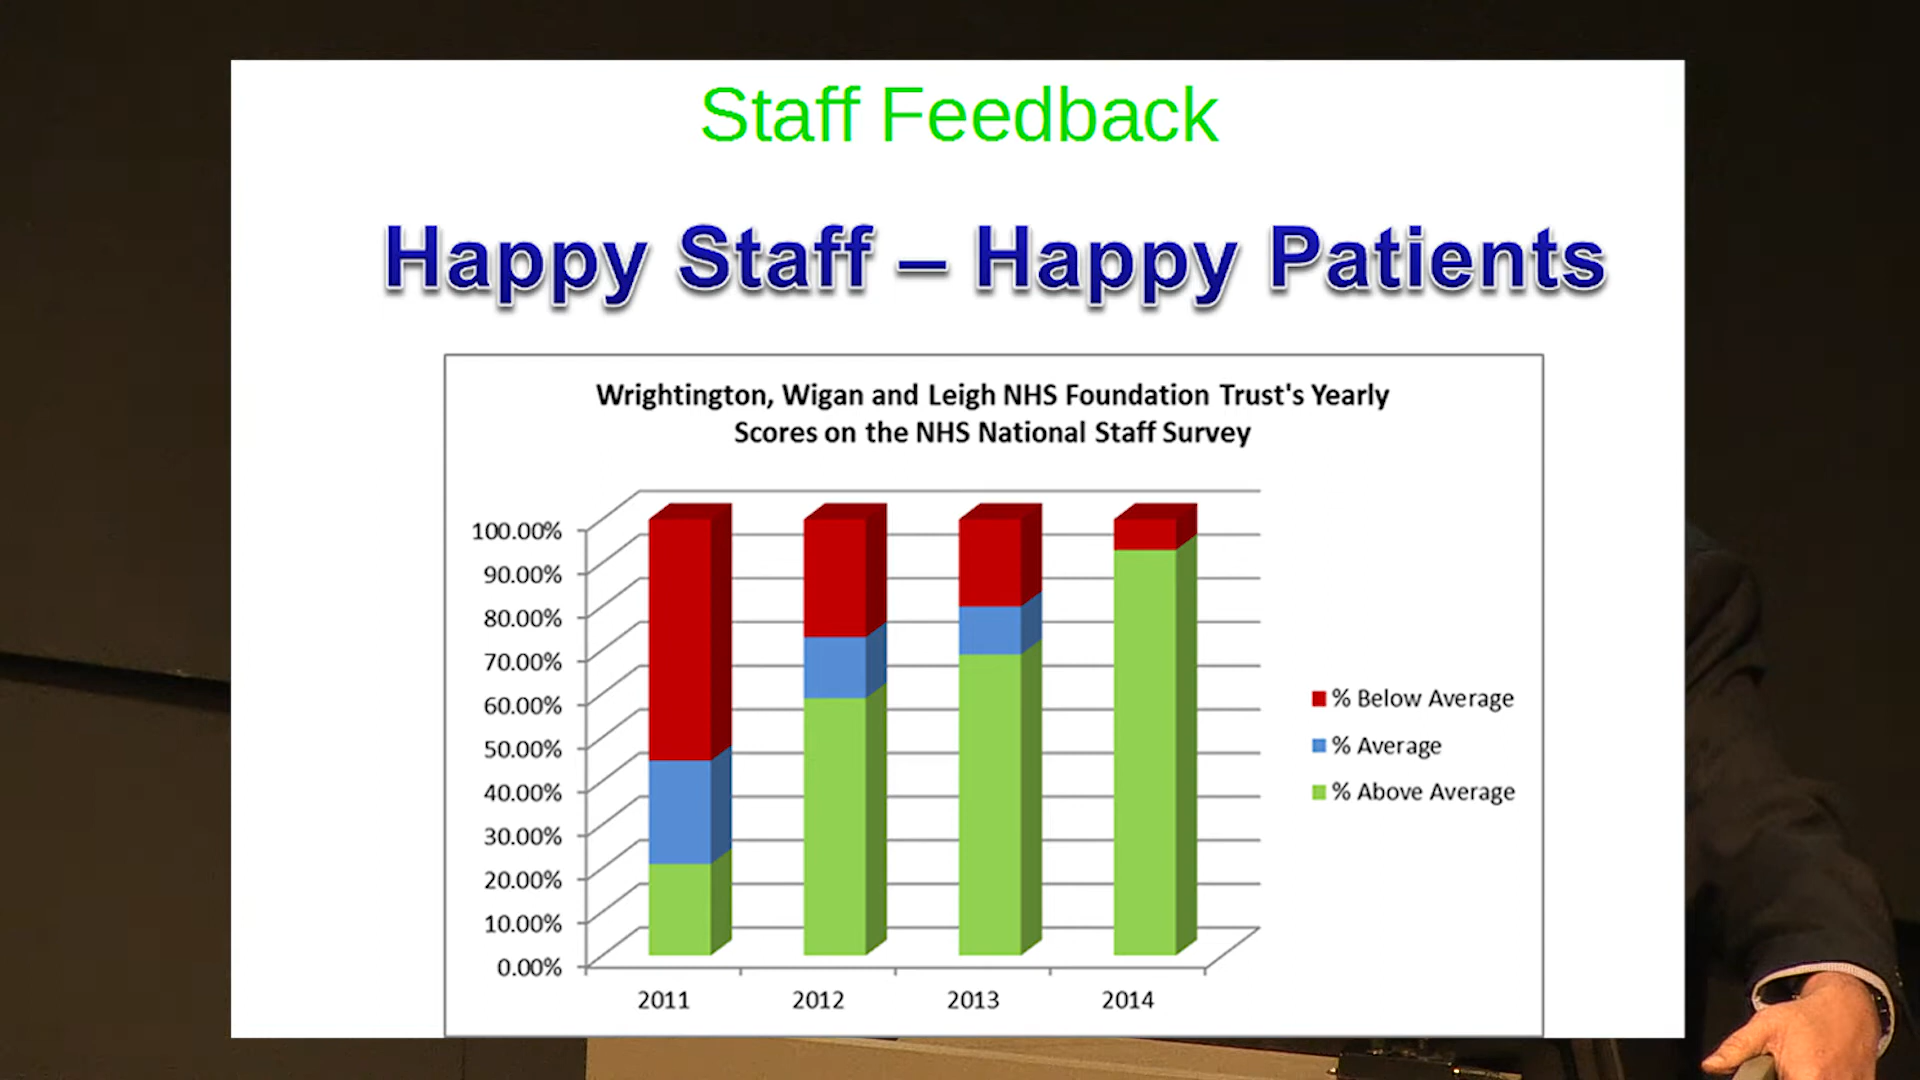 Staff Feedback
Happy Staff – Happy Patients
Wrightington, Wigan and Leigh NHS Foundation Trust's Yearly
Scores on the NHS National Staff Survey
100.00%
90.00%
80.00%
70.00%
60.00%
50.00%
40.00%
30.00%
20.00%
10.00%
0.00%
2011 2012 2013 2014
% Below Average
% Average
% Above Average